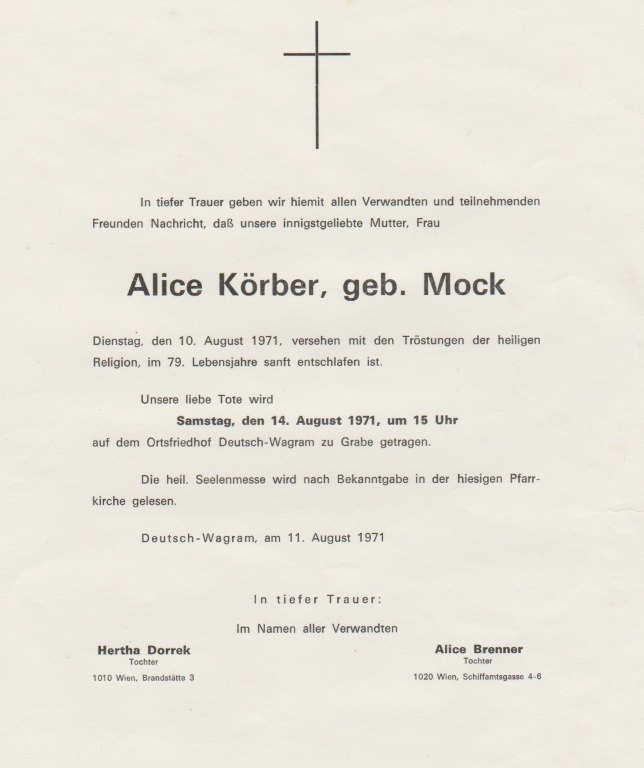 In tiefer Trauer geben wir hiemit allen Verwandten und teilnehmenden
Freunden Nachricht, daß unsere innigstgeliebte Mutter, Frau
Alice Körber, geb. Mock
Dienstag, den 10. August 1971, versehen mit den Tröstungen der heiligen
Religion, im 79. Lebensjahre sanft entschlafen ist.
Unsere liebe Tote wird
Samstag, den 14. August 1971, um 15 Uhr
auf dem Ortsfriedhof Deutsch-Wagram zu Grabe getragen.
Die heil. Seelenmesse wird nach Bekanntgabe in der hiesigen Pfarr-
kirche gelesen.
Deutsch-Wagram, am 11. August 1971
In tiefer Trauer:
Im Namen aller Verwandten
Hertha Dorrek
Tochter
1010 Wien, Brandstätte 3
Alice Brenner
Tochter
1020 Wien, Schiffamtsgasse 4-6